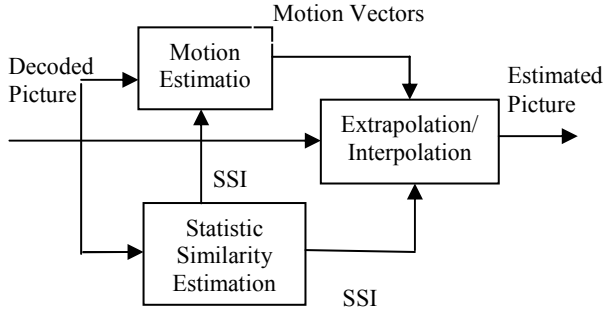 Motion Vectors
Decoded
Picture
Motion
Estimatio
Estimated
Picture
Extrapolation/
Interpolation
SSI
Statistic
Similarity
Estimation
SSI